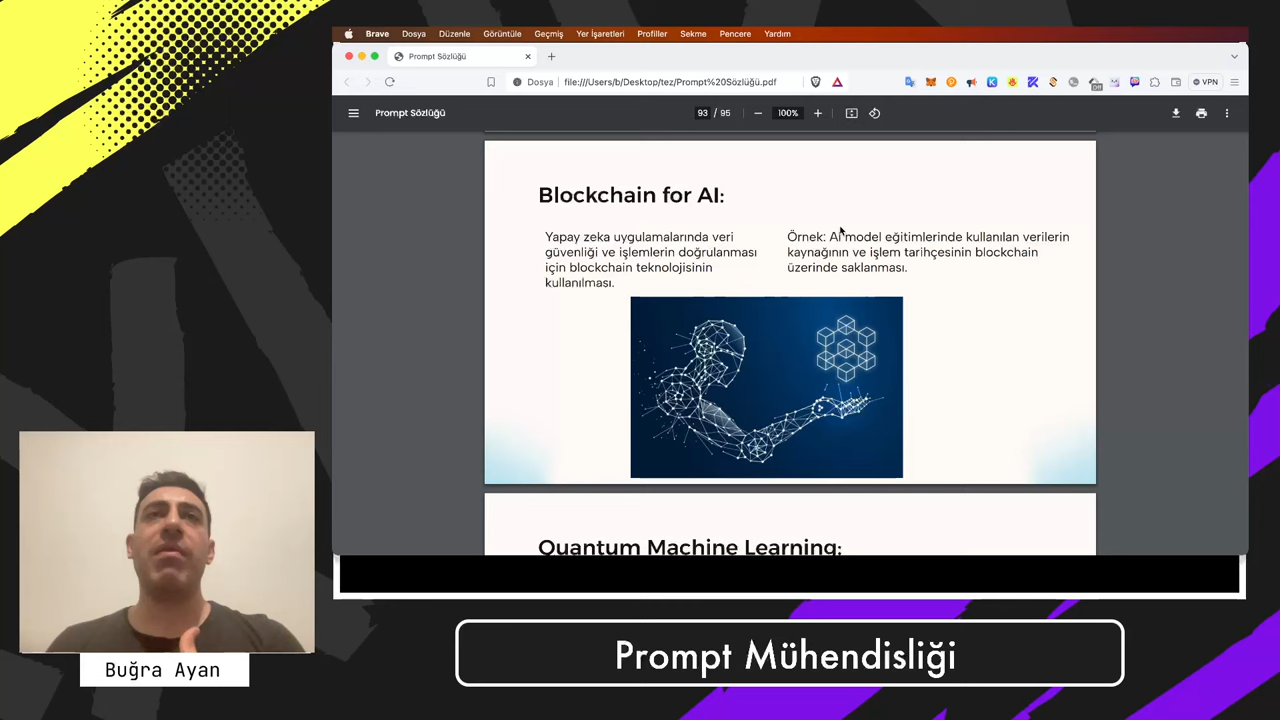 Brave Dosya Düzenle Görüntüle Geçmiş Yer İşaretleri Profiller Sekme Pencere Yardım
Prompt Sözlüğü
Dosya file:///Users/b/Desktop/tez/Prompt%20Sözlüğü.pdf
VPN
Prompt Sözlüğü
93 / 95
100%
Blockchain for AI:
Yapay zeka uygulamalarında veri
güvenliği ve işlemlerin doğrulanması
için blockchain teknolojisinin
kullanılması.
Örnek: AI model eğitimlerinde kullanılan verilerin
kaynağının ve işlem tarihçesinin blockchain
üzerinde saklanması.
Quantum Machine Learning:
Buğra Ayan
Prompt Mühendisliği